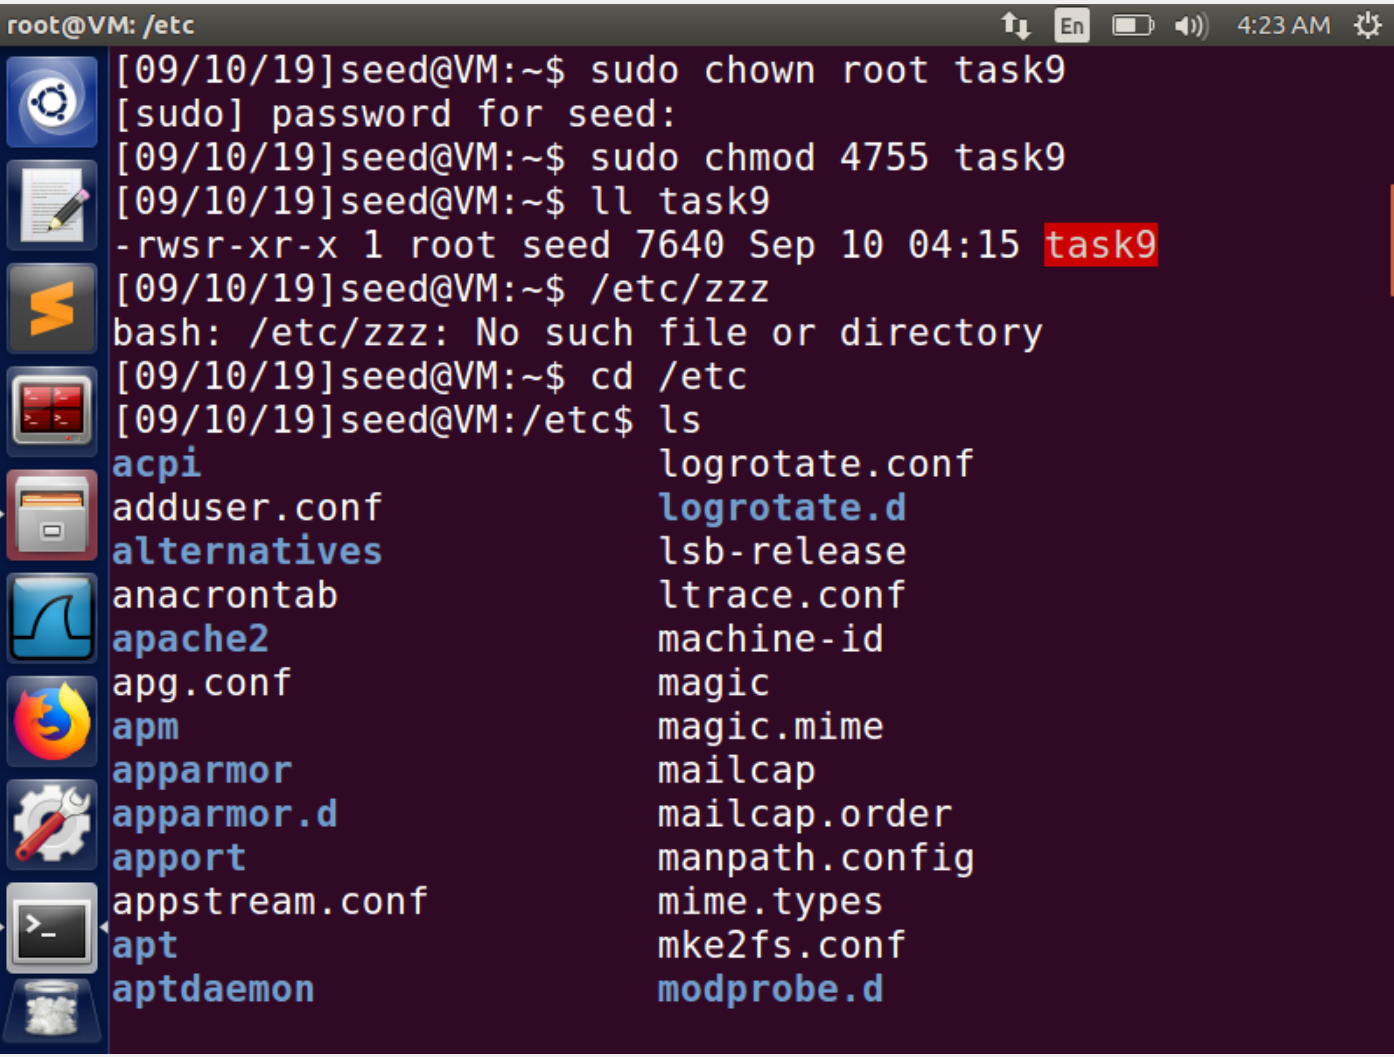 root@VM: /etc
En
4:23 AM
[09/10/19]seed@VM:~$ sudo chown root task9
[sudo] password for seed:
[09/10/19]seed@VM:~$ sudo chmod 4755 task9
[09/10/19]seed@VM:~$ ll task9
-rwsr-xr-x 1 root seed 7640 Sep 10 04:15 task9
[09/10/19]seed@VM:~$ /etc/zzz
bash: /etc/zzz: No such file or directory
[09/10/19]seed@VM:~$ cd /etc
[09/10/19]seed@VM:/etc$ ls
acpi logrotate.conf
adduser.conf logrotate.d
alternatives lsb-release
anacrontab ltrace.conf
apache2 machine-id
apg.conf magic
apm magic.mime
apparmor mailcap
apparmor.d mailcap.order
apport manpath.config
appstream.conf mime.types
apt mke2fs.conf
aptdaemon modprobe.d